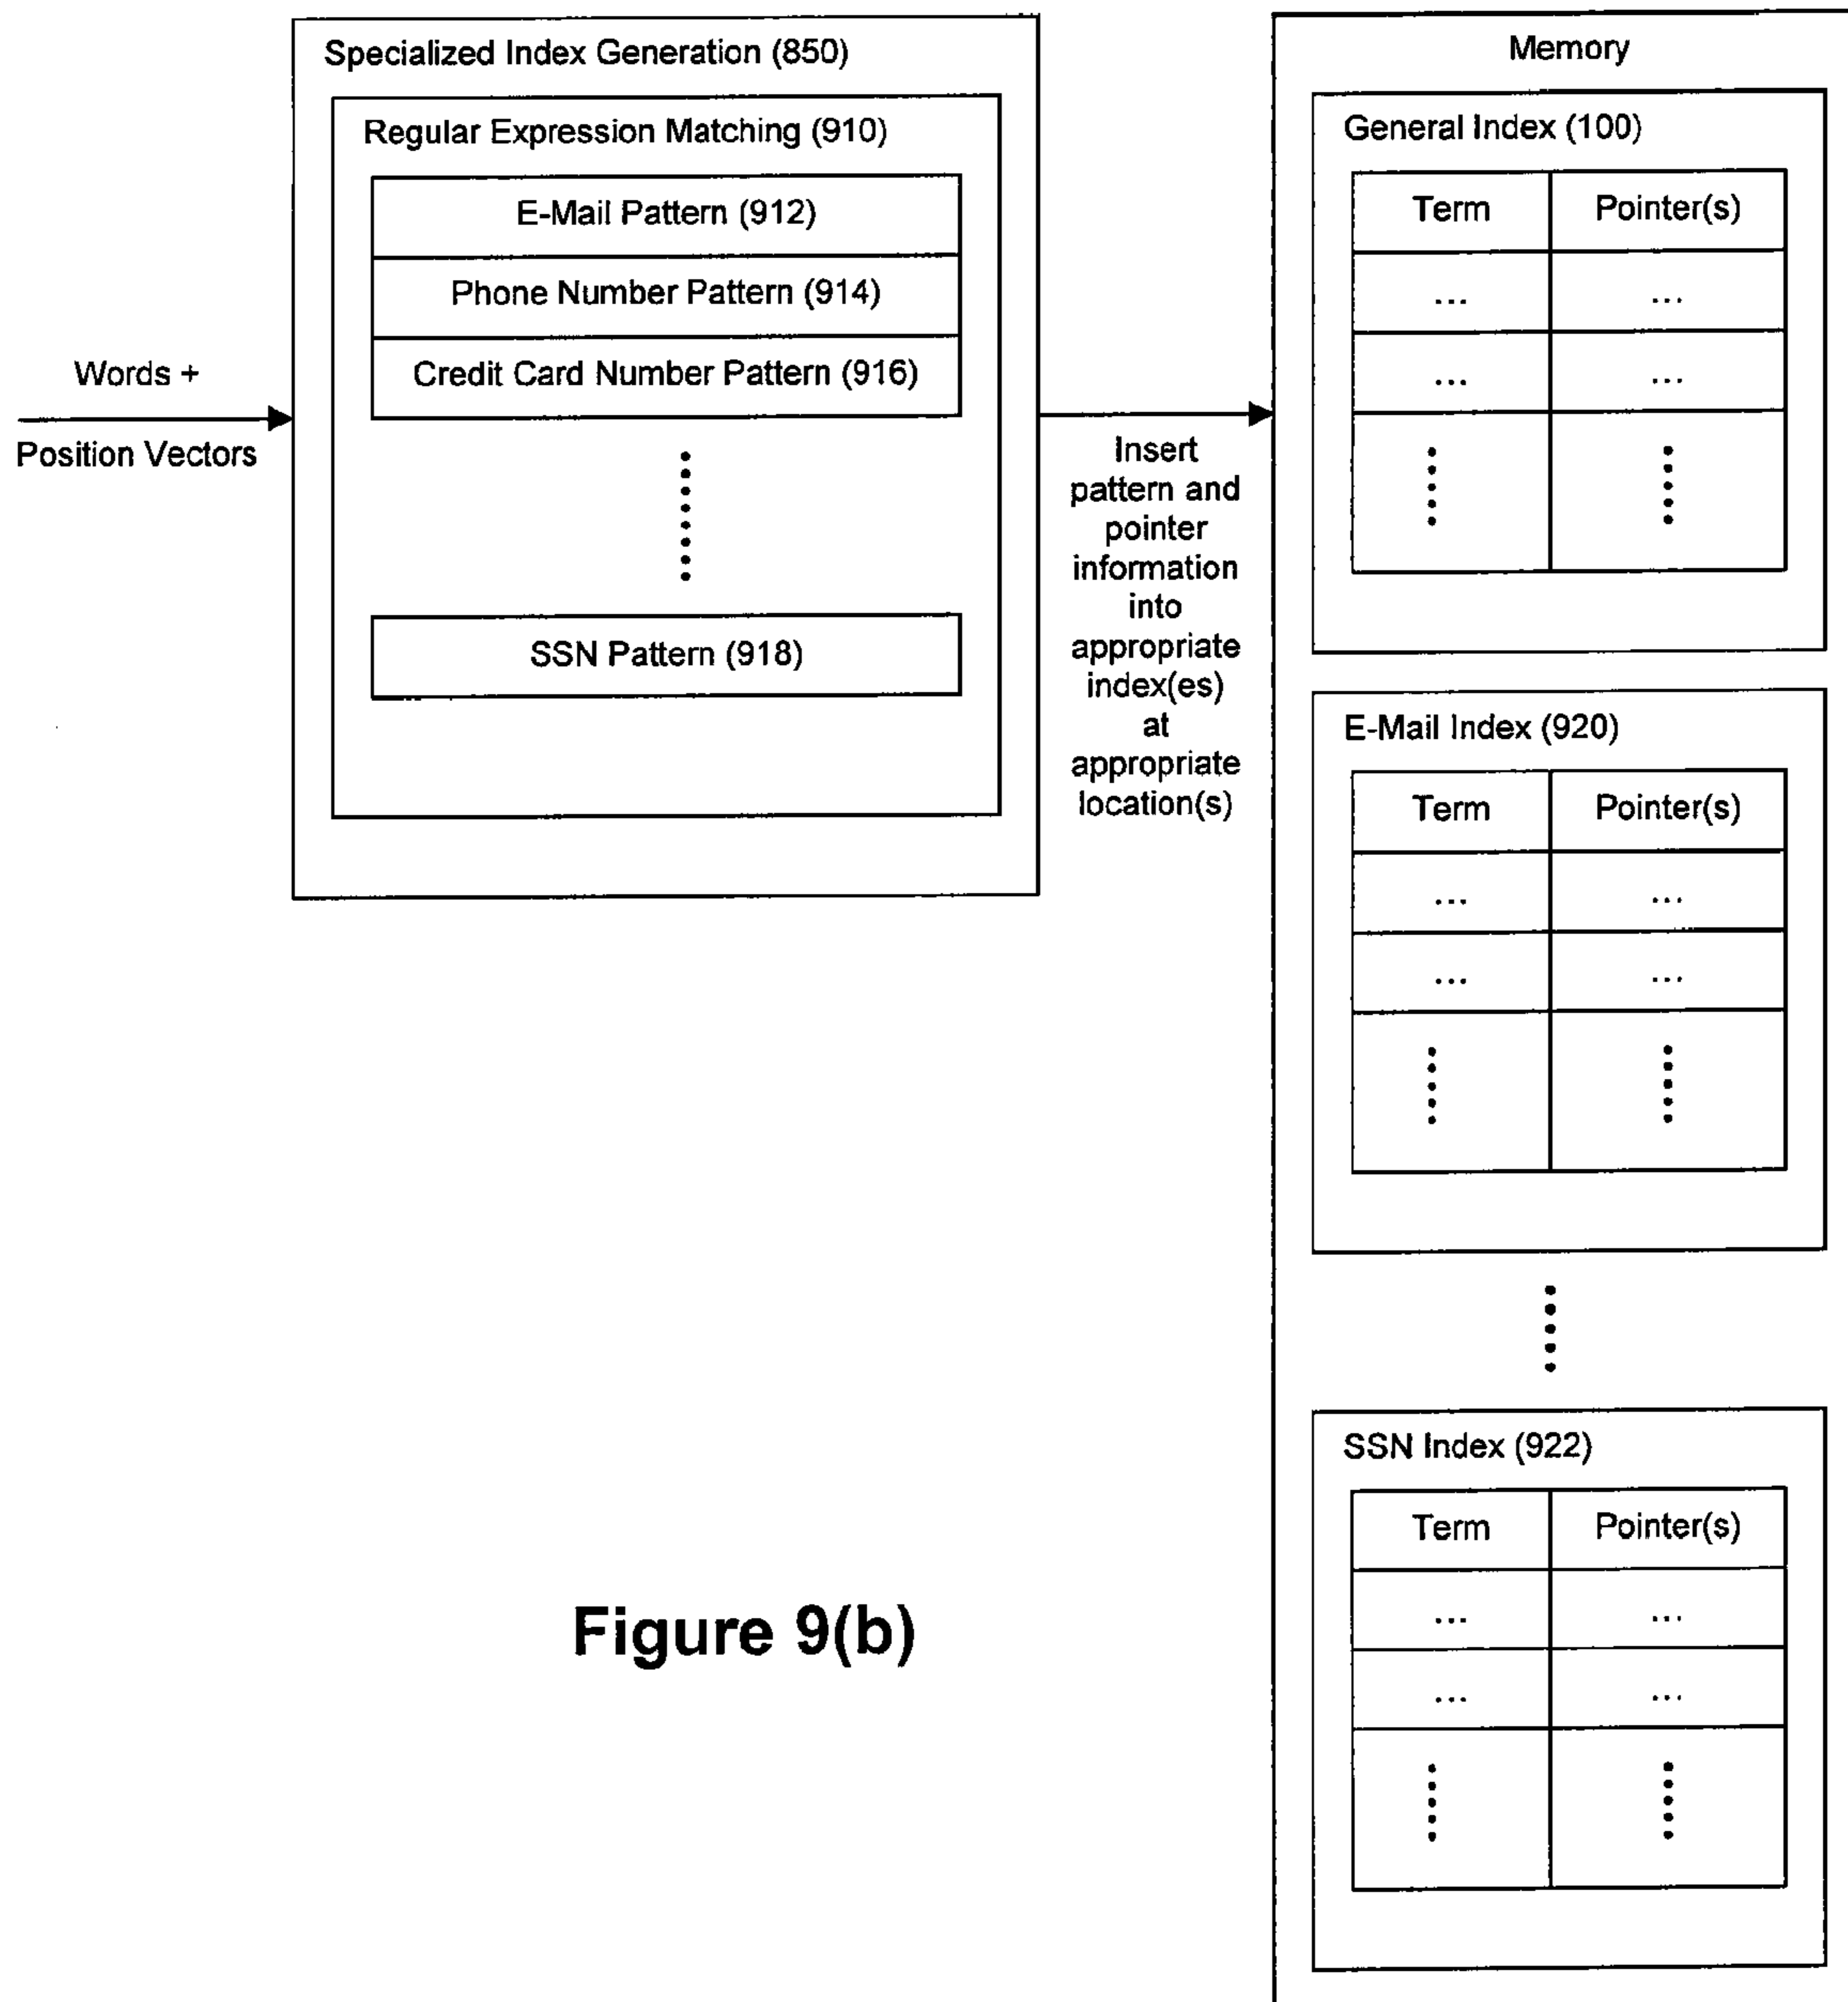 Words +
Position Vectors
Specialized Index Generation (850)
Regular Expression Matching (910)
E-Mail Pattern (912)
Phone Number Pattern (914)
Credit Card Number Pattern (916)
SSN Pattern (918)
Insert
pattern and
pointer
information
into
appropriate
index(es)
at
appropriate
location(s)
Memory
General Index (100)
Term Pointer(s)
... ...
... ...
E-Mail Index (920)
Term Pointer(s)
... ...
... ...
SSN Index (922)
Term Pointer(s)
... ...
... ...
Figure 9(b)